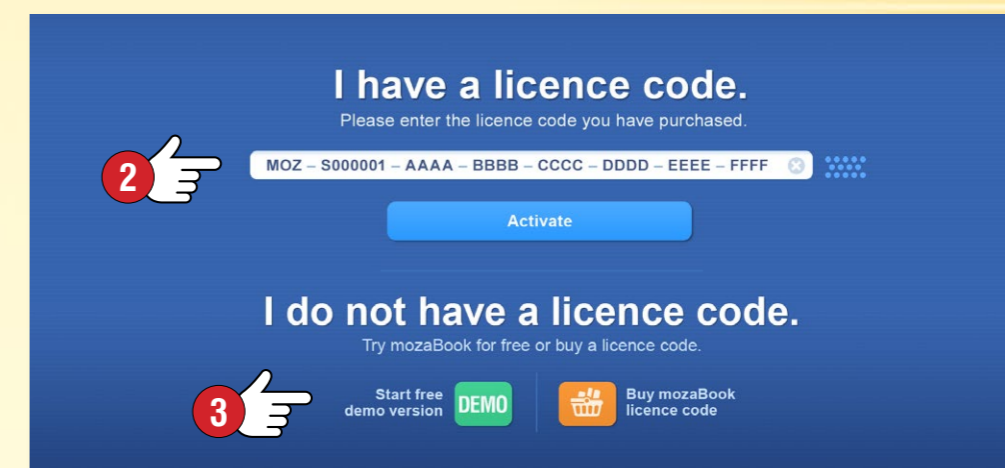 I have a licence code.
Please enter the licence code you have purchased.
2
MOZ – S000001 – AAAA – BBBB – CCCC – DDDD – EEEE – FFFF
Activate
I do not have a licence code.
Try mozaBook for free or buy a licence code.
3
Start free
demo version
DEMO
Buy mozaBook
licence code